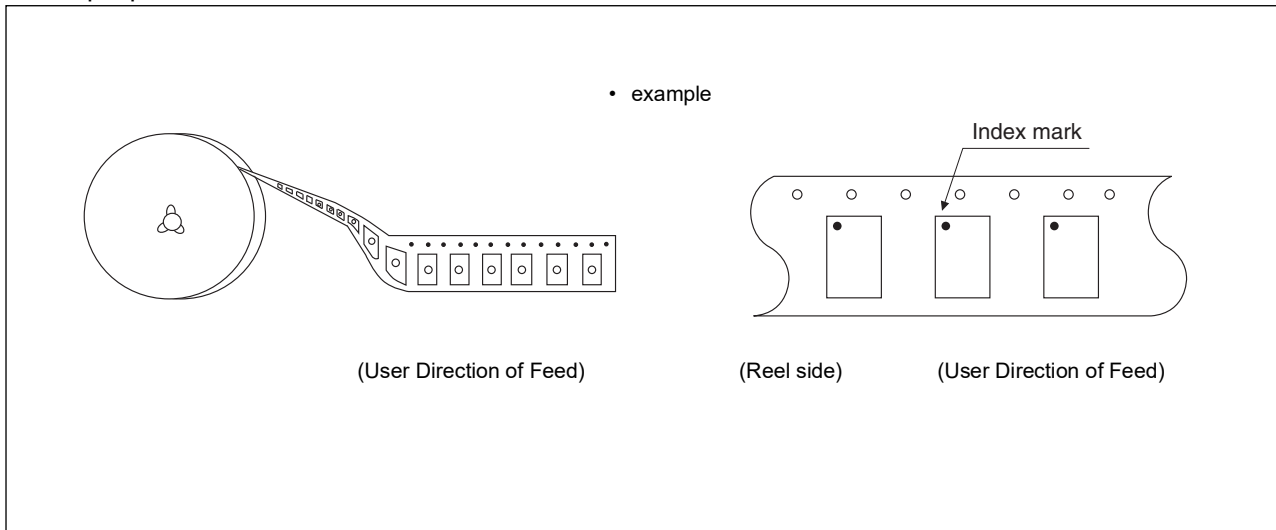 • example
Index mark
(User Direction of Feed)
(Reel side)
(User Direction of Feed)